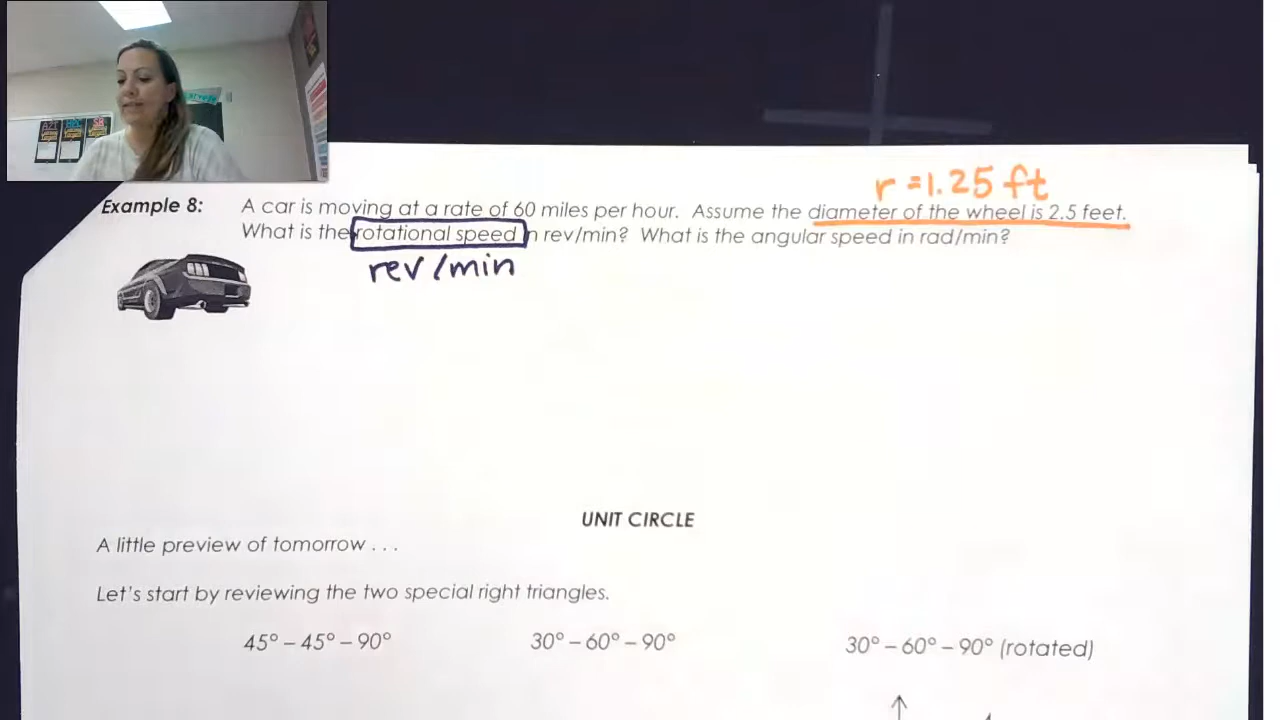 r = 1.25 ft
Example 8: A car is moving at a rate of 60 miles per hour. Assume the diameter of the wheel is 2.5 feet.
What is the rotational speed in rev/min? What is the angular speed in rad/min?
rev/min
UNIT CIRCLE
A little preview of tomorrow . . .
Let's start by reviewing the two special right triangles.
45° – 45° – 90° 30° – 60° – 90° 30° – 60° – 90° (rotated)